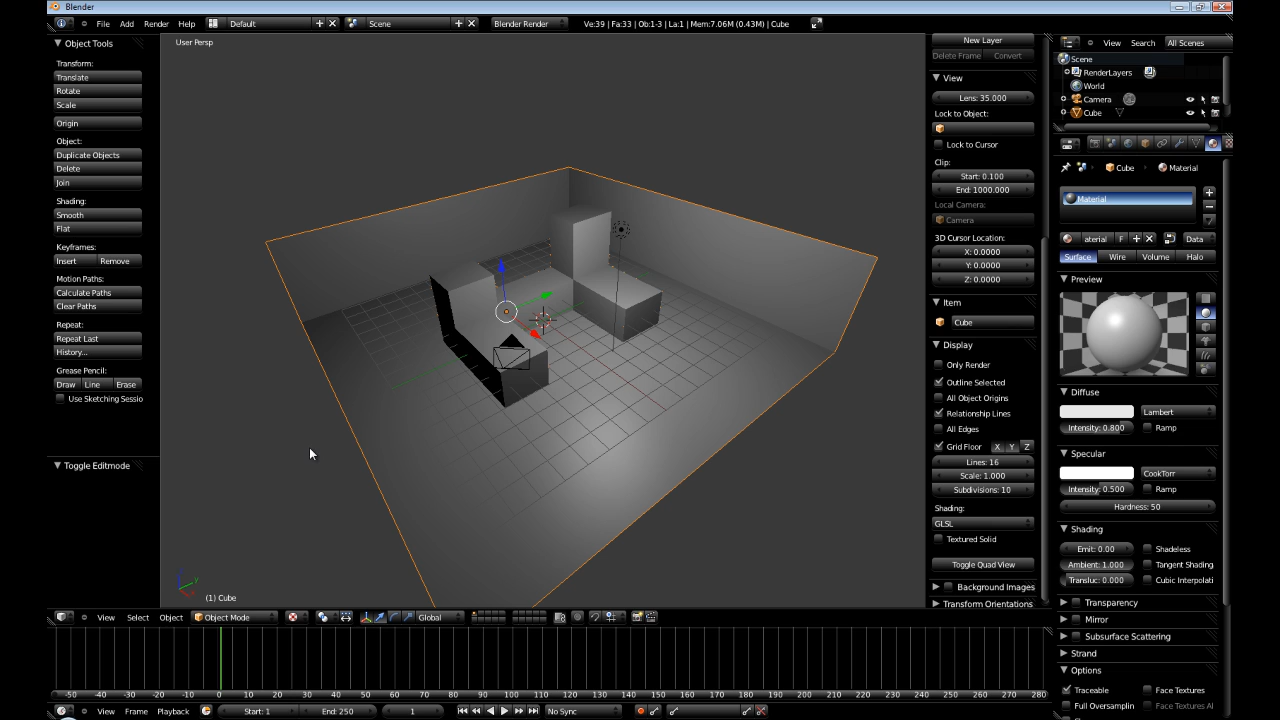 Blender
File Add Render Help Default Scene Blender Render Ve:39 | Fa:33 | Ob:1-3 | La:1 | Mem:7.06M (0.43M) | Cube
Object Tools
Transform:
Translate
Rotate
Scale
Origin
Object:
Duplicate Objects
Delete
Join
Shading:
Smooth
Flat
Keyframes:
Insert Remove
Motion Paths:
Calculate Paths
Clear Paths
Repeat:
Repeat Last
History...
Grease Pencil:
Draw Line Erase
Use Sketching Sessio
Toggle Editmode
User Persp
(1) Cube
New Layer
Delete Frame Convert
View
Lens: 35.000
Lock to Object:
Lock to Cursor
Clip:
Start: 0.100
End: 1000.000
Local Camera:
Camera
3D Cursor Location:
X: 0.0000
Y: 0.0000
Z: 0.0000
Item
Cube
Display
Only Render
Outline Selected
All Object Origins
Relationship Lines
All Edges
Grid Floor X Y Z
Lines: 16
Scale: 1.000
Subdivisions: 10
Shading:
GLSL
Textured Solid
Toggle Quad View
Background Images
Transform Orientations
View Search All Scenes
Scene
RenderLayers
World
Camera
Cube
Cube Material
Material
aterial F Data
Surface Wire Volume Halo
Preview
Diffuse
Lambert
Intensity: 0.800 Ramp
Specular
CookTorr
Intensity: 0.500 Ramp
Hardness: 50
Shading
Emit: 0.00 Shadeless
Ambient: 1.000 Tangent Shading
Transluc: 0.000 Cubic Interpolati
Transparency
Mirror
Subsurface Scattering
Strand
Options
Traceable Face Textures
Full Oversamplin Face Textures Al
View Select Object Object Mode Global
-50 -40 -30 -20 -10 0 10 20 30 40 50 60 70 80 90 100 110 120 130 140 150 160 170 180 190 200 210 220 230 240 250 260 270 280
View Frame Playback Start: 1 End: 250 1 No Sync